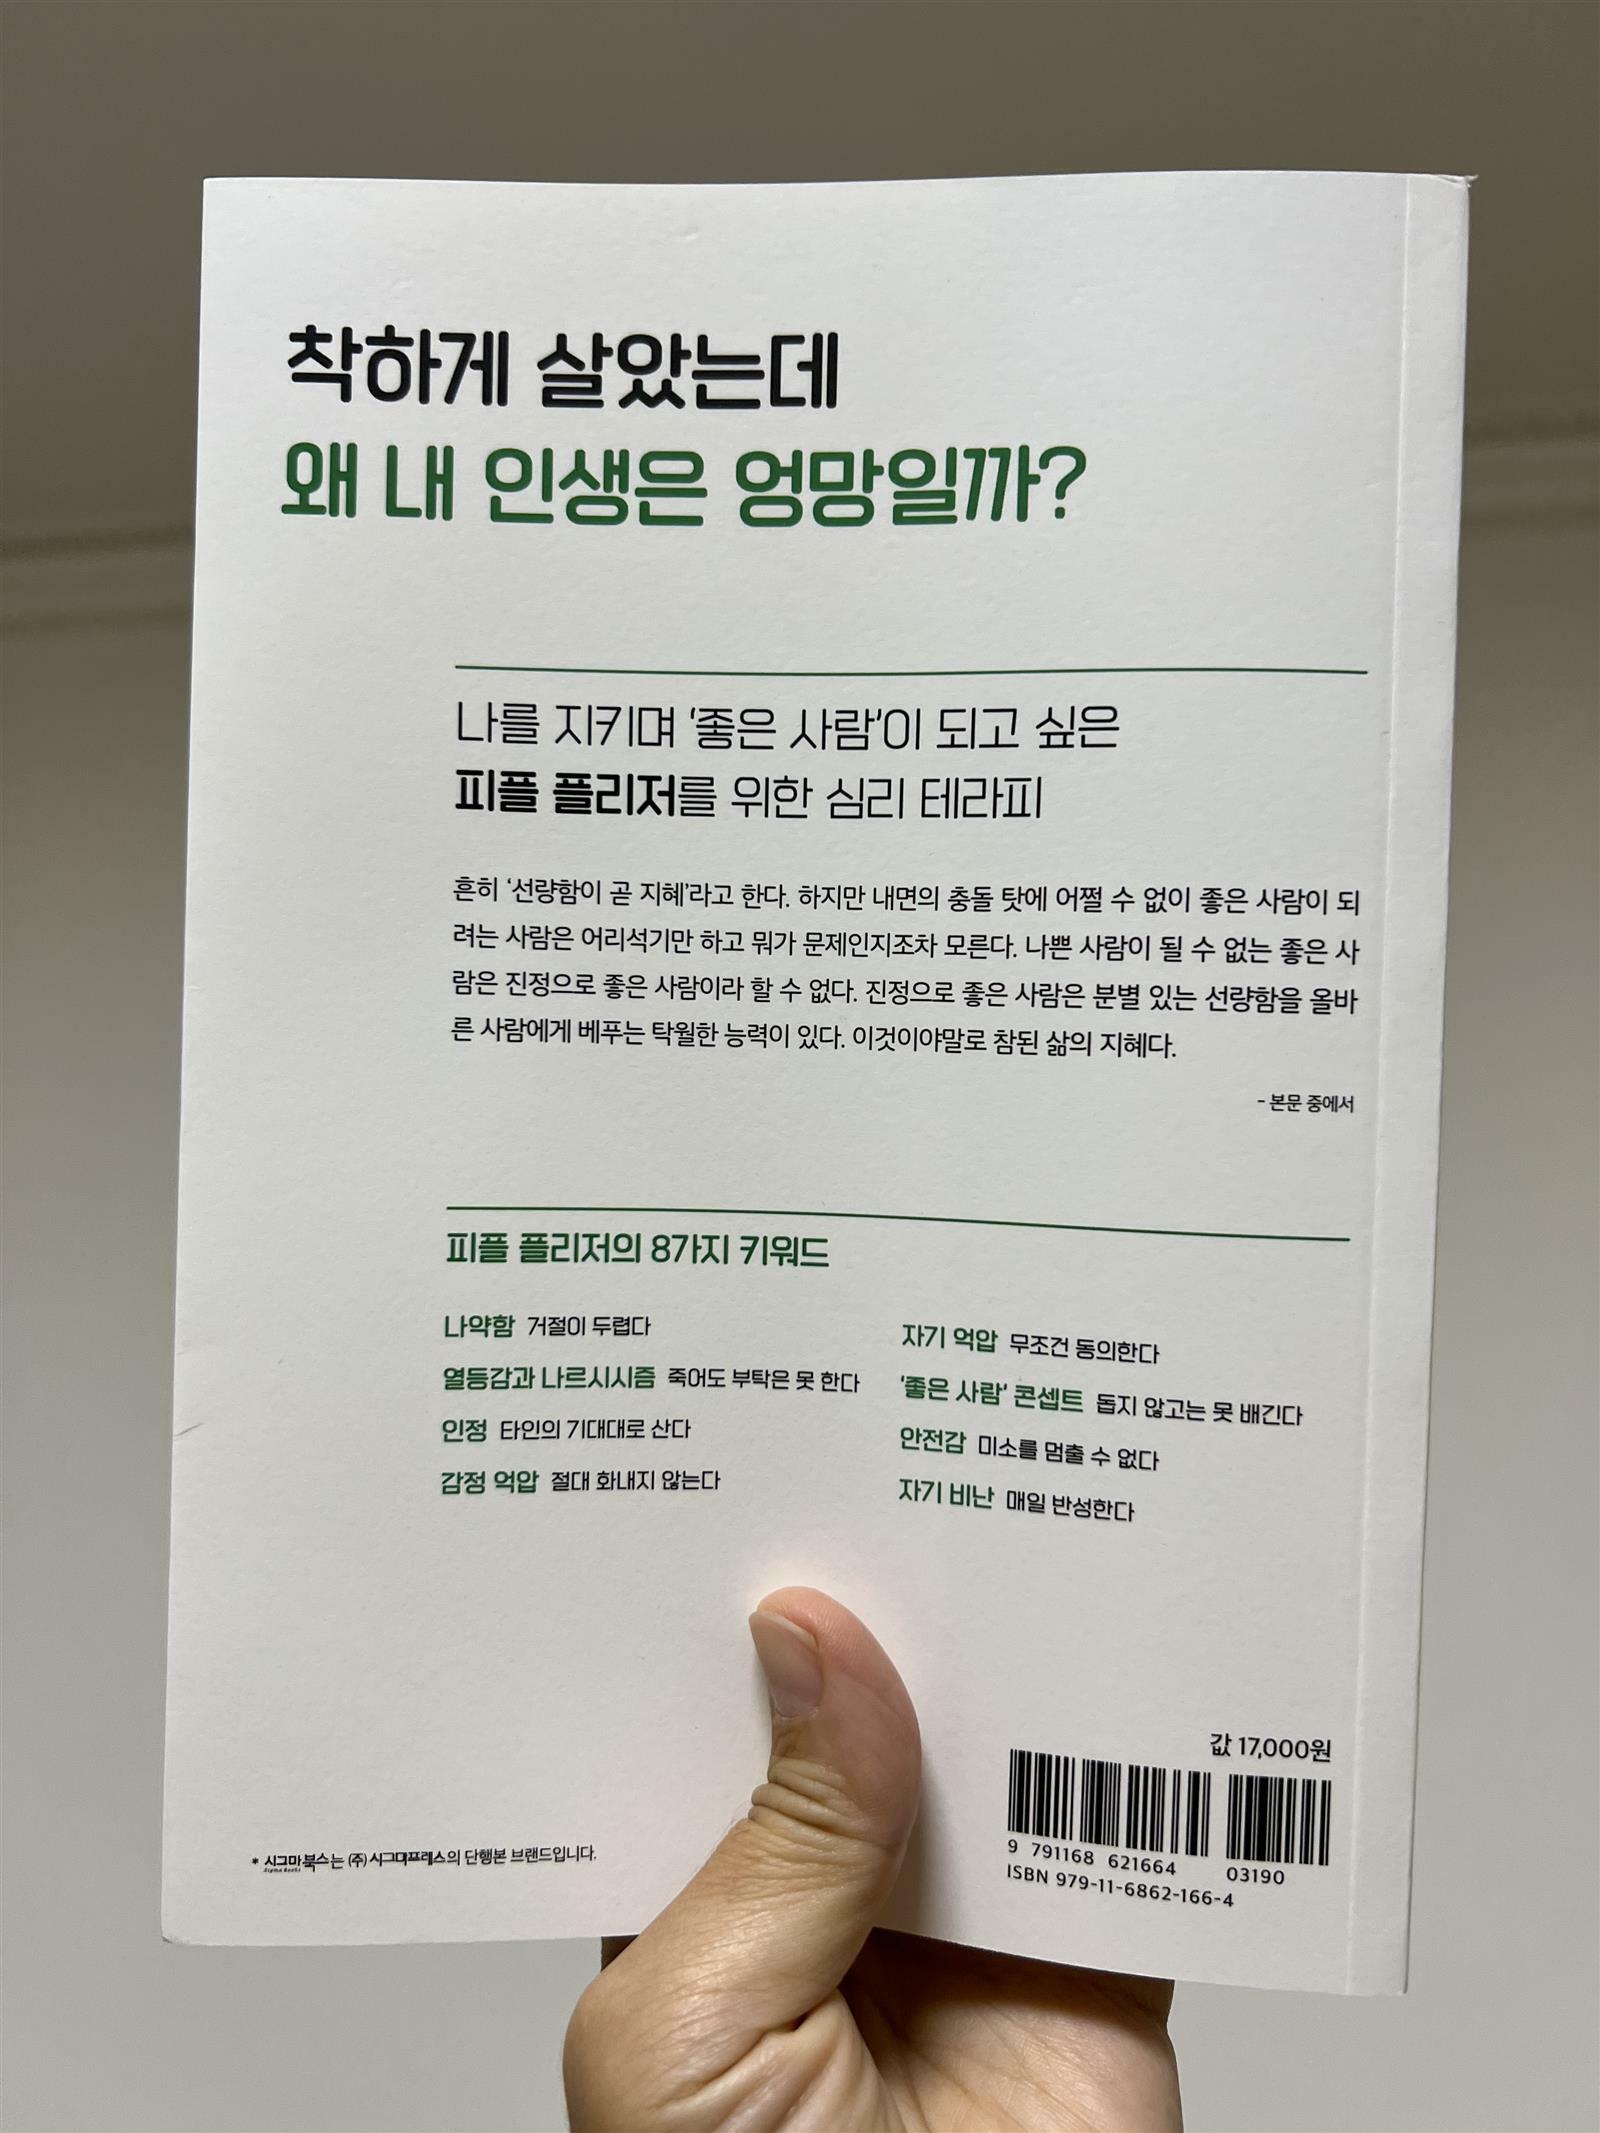 착하게 살았는데
왜 내 인생은 엉망일까?
나를 지키며 '좋은 사람'이 되고 싶은
피플 플리저를 위한 심리 테라피
흔히 '선량함이 곧 지혜'라고 한다. 하지만 내면의 충돌 탓에 어쩔 수 없이 좋은 사람이 되
려는 사람은 어리석기만 하고 뭐가 문제인지조차 모른다. 나쁜 사람이 될 수 없는 좋은 사
람은 진정으로 좋은 사람이라 할 수 없다. 진정으로 좋은 사람은 분별 있는 선량함을 올바
른 사람에게 베푸는 탁월한 능력이 있다. 이것이야말로 참된 삶의 지혜다.
- 본문 중에서
피플 플리저의 8가지 키워드
나약함 거절이 두렵다
열등감과 나르시시즘 죽어도 부탁은 못 한다
인정 타인의 기대대로 산다
감정 억압 절대 화내지 않는다
자기 억압 무조건 동의한다
'좋은 사람' 콘셉트 돕지 않고는 못 배긴다
안전감 미소를 멈출 수 없다
자기 비난 매일 반성한다
값 17,000원
9 791168 621664
03190
ISBN 979-11-6862-166-4
* 시그마북스는 (주)시그마프레스의 단행본 브랜드입니다.
Sigma Books